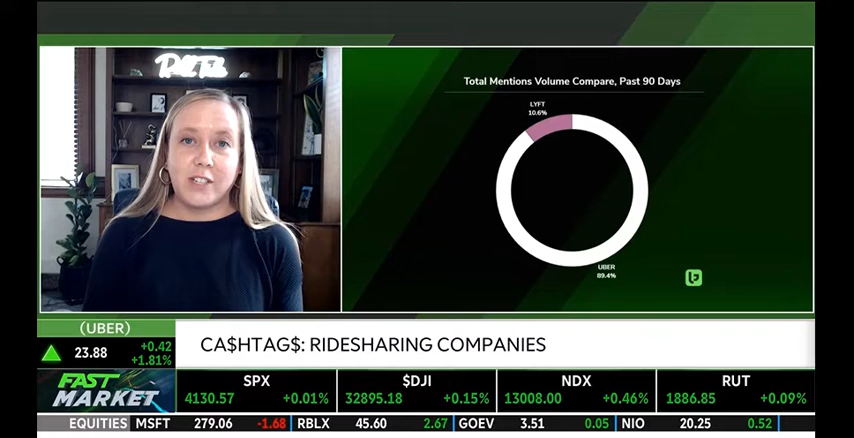 Total Mentions Volume Compare, Past 90 Days
LYFT
10.6%
UBER
89.4%
(UBER)
23.88
+0.42
+1.81%
CA$HTAG$: RIDESHARING COMPANIES
FAST
MARKET
SPX
4130.57 +0.01%
$DJI
32895.18 +0.15%
NDX
13008.00 +0.46%
RUT
1886.85 +0.09%
EQUITIES MSFT 279.06 -1.68 RBLX 45.60 2.67 GOEV 3.51 0.05 NIO 20.25 0.52